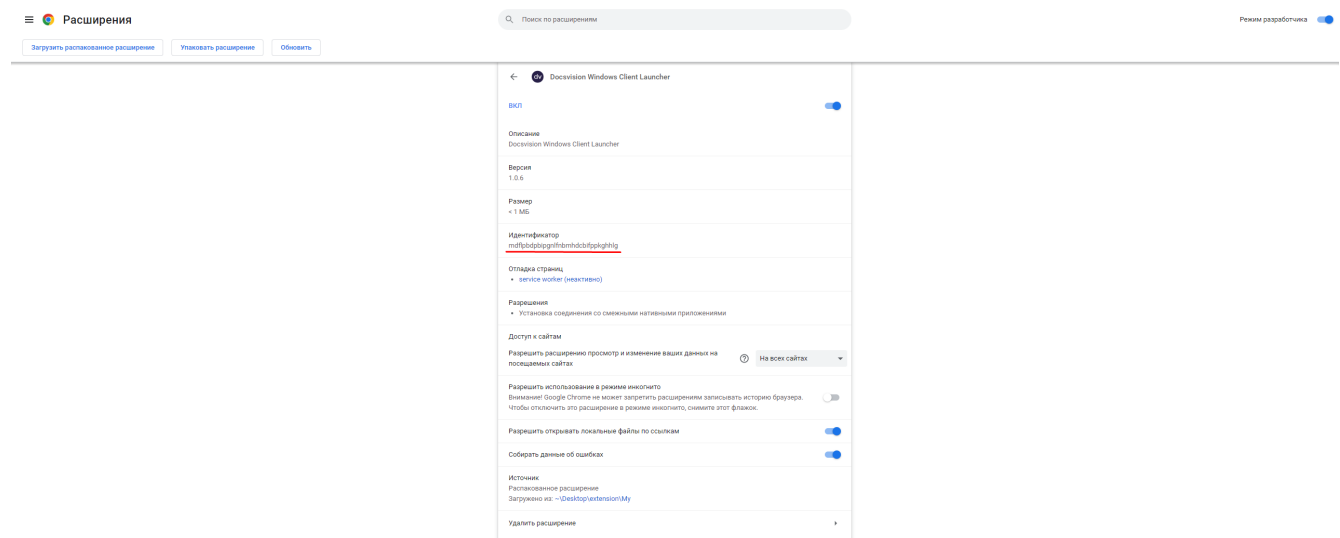 Расширения
Поиск по расширениям
Режим разработчика
Загрузить распакованное расширение
Упаковать расширение
Обновить
dv
Docsvision Windows Client Launcher
ВКЛ
Описание
Docsvision Windows Client Launcher
Версия
1.0.6
Размер
< 1 МБ
Идентификатор
Отладка страниц
service worker (неактивно)
Разрешения
Установка соединения со смежными нативными приложениями
Доступ к сайтам
Разрешить расширению просмотр и изменение ваших данных на
посещаемых сайтах
На всех сайтах
Разрешить использование в режиме инкогнито
Внимание! Google Chrome не может запретить расширениям записывать историю браузера.
Чтобы отключить это расширение в режиме инкогнито, снимите этот флажок.
Разрешить открывать локальные файлы по ссылкам
Собирать данные об ошибках
Источник
Распакованное расширение
Загружено из: ~\Desktop\extension\My
Удалить расширение